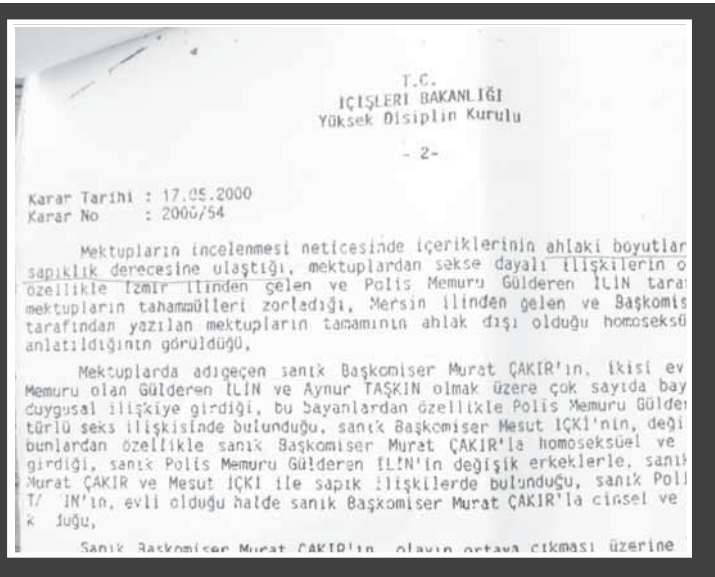 T.C.
İÇİŞLERİ BAKANLIĞI
Yüksek Disiplin Kurulu
- 2-
Karar Tarihi : 17.05.2000
Karar No : 2000/54
Mektupların incelenmesi neticesinde içeriklerinin ahlaki boyutlar
sapıklık derecesine ulaştığı, mektuplardan sekse dayalı ilişkilerin o
özellikle İzmir ilinden gelen ve Polis Memuru Gülderen İLİN tara
mektupların tahammülleri zorladığı, Mersin ilinden gelen ve Başkomis
tarafından yazılan mektupların tamamının ahlak dışı olduğu homoseksü
anlatıldığının görüldüğü,
Mektuplarda adıgeçen sanık Başkomiser Murat ÇAKIR'ın, ikisi ev
Memuru olan Gülderen İLİN ve Aynur TAŞKIN olmak üzere çok sayıda bay
duygusal ilişkiye girdiği, bu bayanlardan özellikle Polis Memuru Gülder
türlü seks ilişkisinde bulunduğu, sanık Başkomiser Mesut İÇKİ'nin, deği
bunlardan özellikle sanık Başkomiser Murat ÇAKIR'la homoseksüel ve
girdiği, sanık Polis Memuru Gülderen İLİN'in değişik erkeklerle, sanık
Murat ÇAKIR ve Mesut İÇKİ ile sapık ilişkilerde bulunduğu, sanık Poli
IN'ın, evli olduğu halde sanık Başkomiser Murat ÇAKIR'la cinsel ve
duğu,
Sanık Başkomiser Murat ÇAKIR'ın, olayın ortaya çıkması üzerine